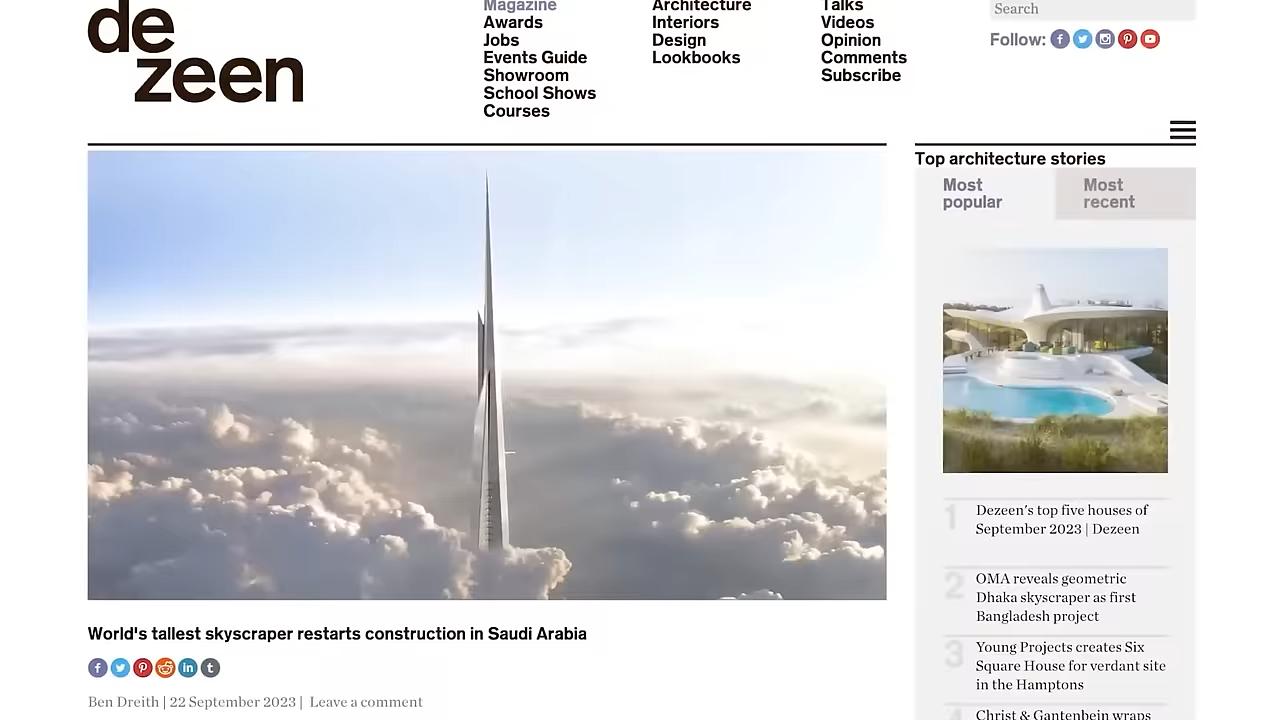 de
zeen
Magazine
Awards
Jobs
Events Guide
Showroom
School Shows
Courses
Architecture
Interiors
Design
Lookbooks
Talks
Videos
Opinion
Comments
Subscribe
Search
Follow:
World's tallest skyscraper restarts construction in Saudi Arabia
Ben Dreith | 22 September 2023 | Leave a comment
Top architecture stories
Most
popular
Most
recent
1
Dezeen's top five houses of
September 2023 | Dezeen
2
OMA reveals geometric
Dhaka skyscraper as first
Bangladesh project
3
Young Projects creates Six
Square House for verdant site
in the Hamptons
4
Christ & Gantenbein wraps